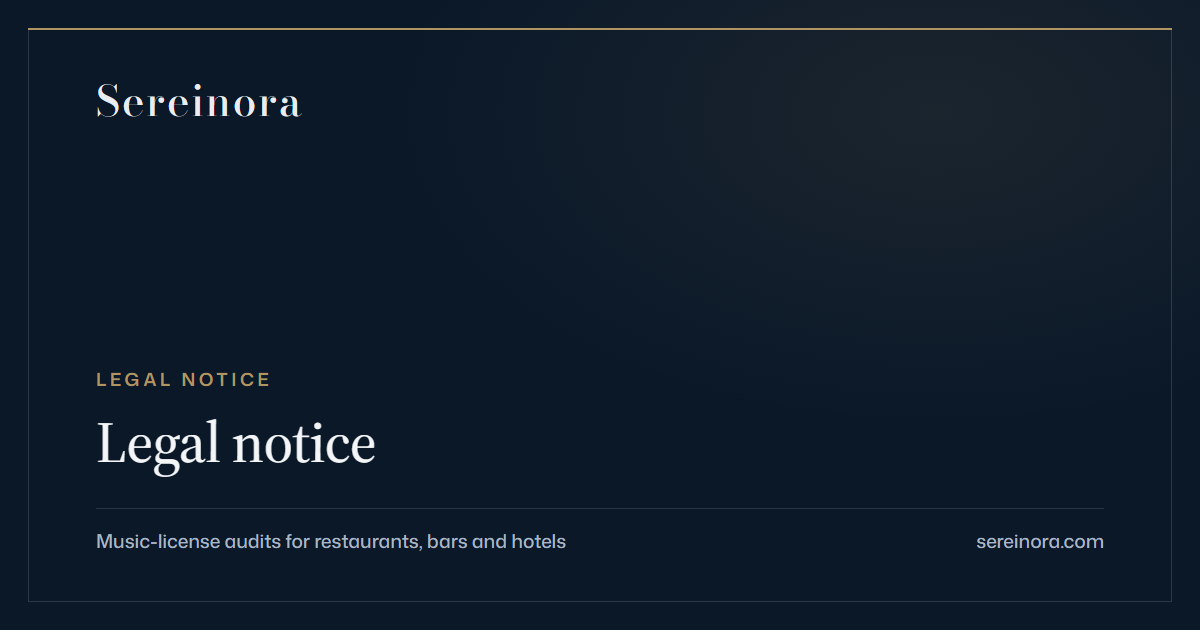 Sereinora
LEGAL NOTICE
Legal notice
Music-license audits for restaurants, bars and hotels
sereinora.com